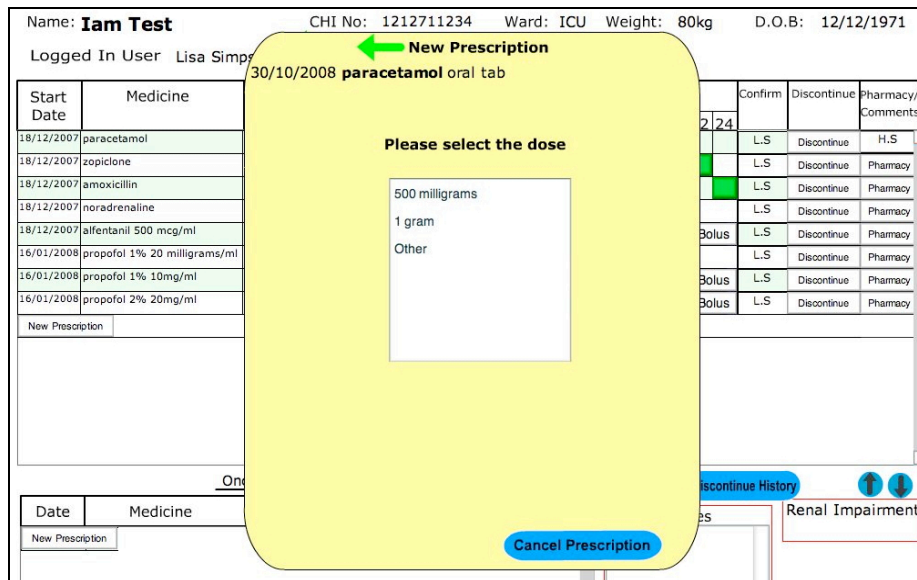 Name: Iam Test CHI No: 1212711234 Ward: ICU Weight: 80kg D.O.B: 12/12/1971
Logged In User Lisa Simps
New Prescription
30/10/2008 paracetamol oral tab
Please select the dose
500 milligrams
1 gram
Other
Cancel Prescription
Start Date Medicine 2 24 Confirm Discontinue Pharmacy/ Comments
18/12/2007 paracetamol L.S Discontinue H.S
18/12/2007 zopiclone L.S Discontinue Pharmacy
18/12/2007 amoxicillin L.S Discontinue Pharmacy
18/12/2007 noradrenaline L.S Discontinue Pharmacy
18/12/2007 alfentanil 500 mcg/ml Bolus L.S Discontinue Pharmacy
16/01/2008 propofol 1% 20 milligrams/ml L.S Discontinue Pharmacy
16/01/2008 propofol 1% 10mg/ml Bolus L.S Discontinue Pharmacy
16/01/2008 propofol 2% 20mg/ml Bolus L.S Discontinue Pharmacy
New Prescription
On iscontinue History
Date Medicine es Renal Impairment
New Prescription